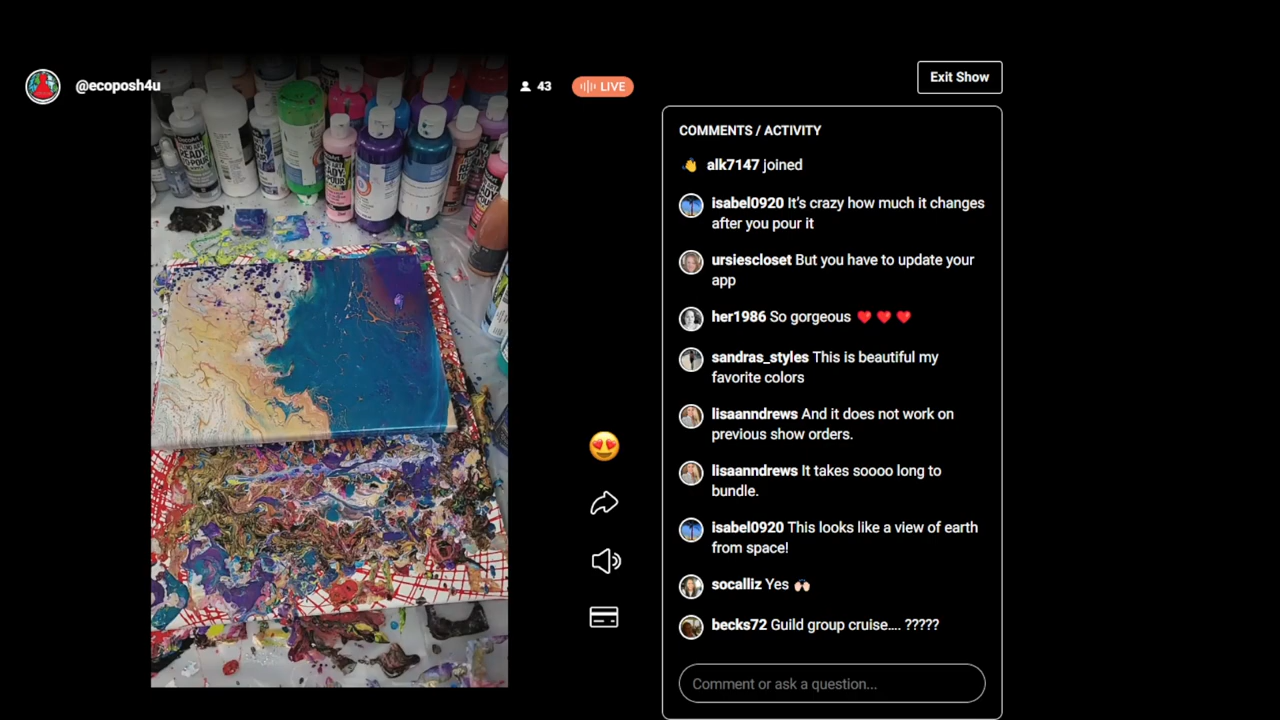 @ecoposh4u
43
LIVE
Exit Show
COMMENTS / ACTIVITY
alk7147 joined
isabel0920 It's crazy how much it changes
after you pour it
ursiescloset But you have to update your
app
her1986 So gorgeous
sandras_styles This is beautiful my
favorite colors
lisaanndrews And it does not work on
previous show orders.
lisaanndrews It takes soooo long to
bundle.
isabel0920 This looks like a view of earth
from space!
socalliz Yes
becks72 Guild group cruise.... ?????
Comment or ask a question...
READY
READY